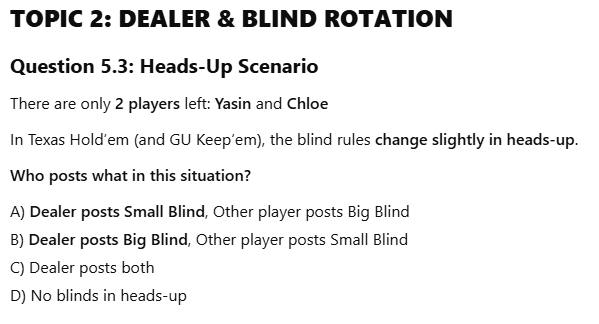 TOPIC 2: DEALER & BLIND ROTATION
Question 5.3: Heads-Up Scenario
There are only 2 players left: Yasin and Chloe
In Texas Hold'em (and GU Keep'em), the blind rules change slightly in heads-up.
Who posts what in this situation?
A) Dealer posts Small Blind, Other player posts Big Blind
B) Dealer posts Big Blind, Other player posts Small Blind
C) Dealer posts both
D) No blinds in heads-up